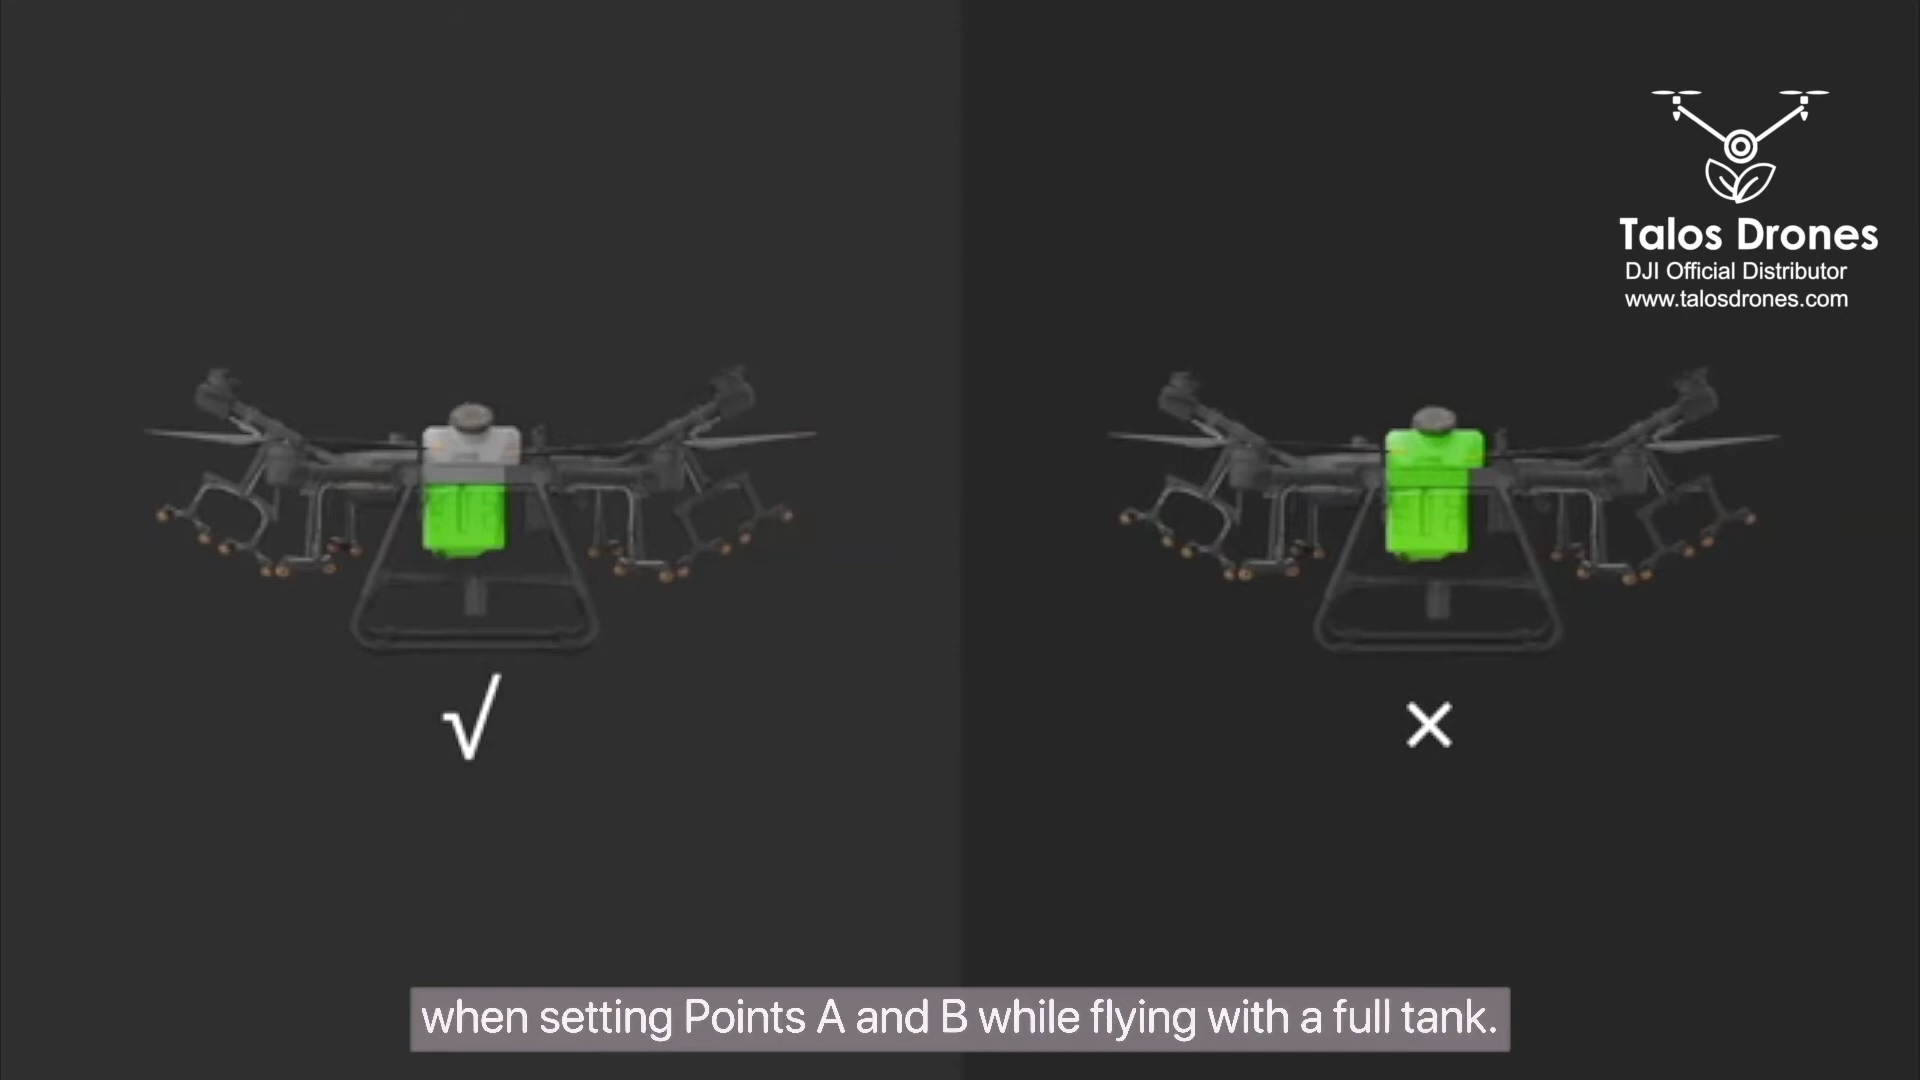 Talos Drones
DJI Official Distributor
www.talosdrones.com
√
×
when setting Points A and B while flying with a full tank.